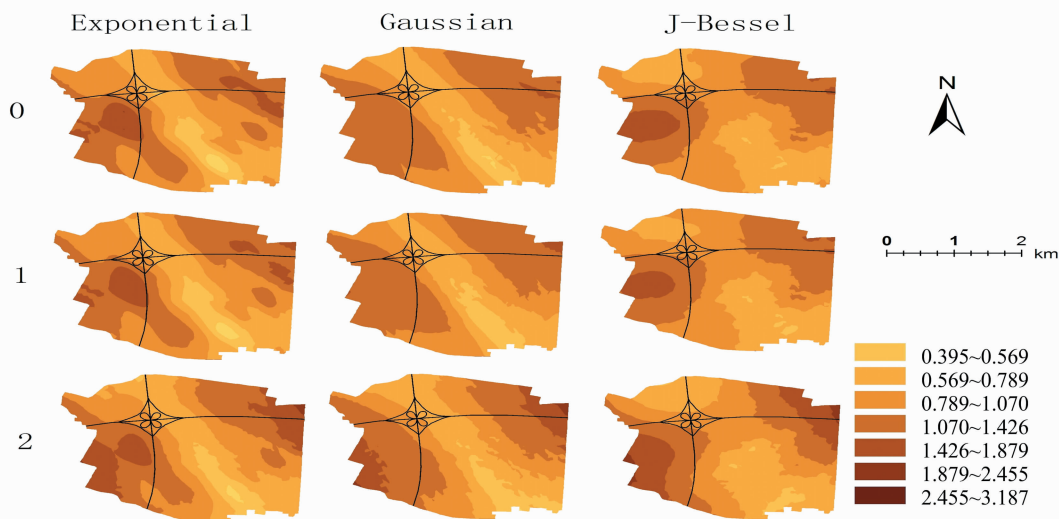 Exponential Gaussian J-Bessel
N
0
0 1 2
km
1
0.395~0.569
0.569~0.789
0.789~1.070
1.070~1.426
1.426~1.879
1.879~2.455
2.455~3.187
2